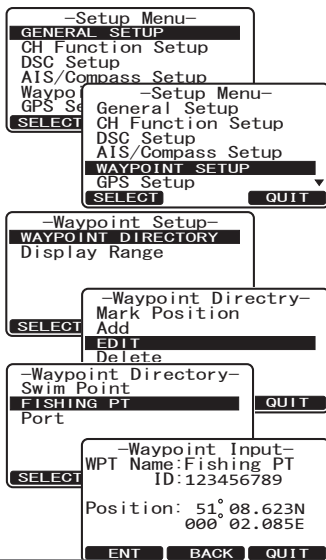 −Setup Menu−
GENERAL SETUP
CH Function Setup
DSC Setup
AIS/Compass Setup
GPS
SELECT
−Setup Menu−
General Setup
CH Function Setup
DSC Setup
AIS/Compass Setup
WAYPOINT SETUP
GPS Setup ▼
SELECT QUIT
−Waypoint Setup−
WAYPOINT DIRECTORY
Display Range
SELECT
−Waypoint Directry−
Mark Position
Add
EDIT
Delete
QUIT
−Waypoint Directory−
Swim Point
FISHING PT
Port
SELECT
−Waypoint Input−
WPT Name:Fishing PT
ID:123456789
Position: 51°08.623N
000°02.085E
ENT BACK QUIT